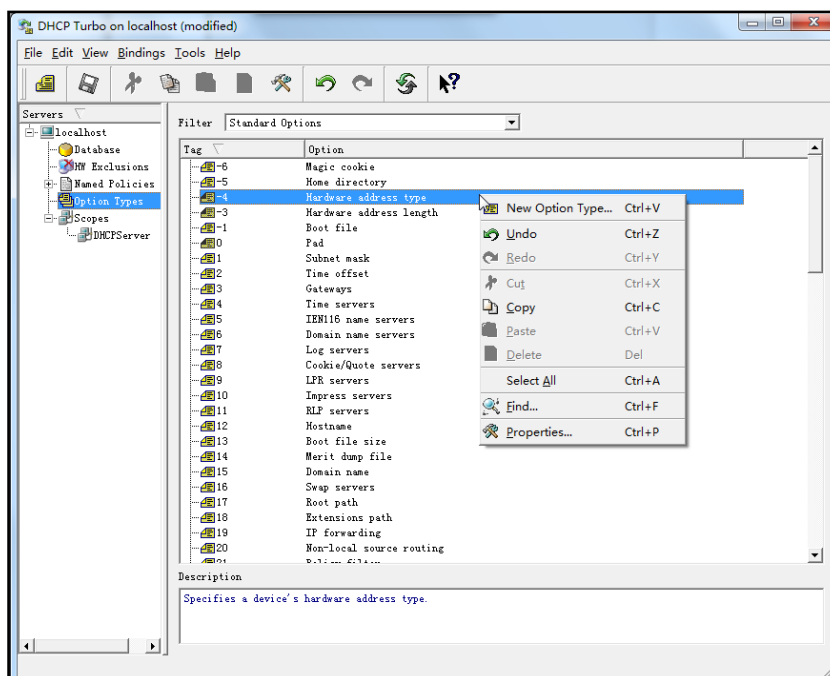 DHCP Turbo on localhost (modified)
File Edit View Bindings Tools Help
Servers
localhost
Database
HW Exclusions
Named Policies
Option Types
Scopes
DHCPServer
Filter Standard Options
Tag Option
-6 Magic cookie
-5 Home directory
-4 Hardware address type
-3 Hardware address length
-1 Boot file
0 Pad
1 Subnet mask
2 Time offset
3 Gateways
4 Time servers
5 IEN116 name servers
6 Domain name servers
7 Log servers
8 Cookie/Quote servers
9 LPR servers
10 Impress servers
11 RLP servers
12 Hostname
13 Boot file size
14 Merit dump file
15 Domain name
16 Swap servers
17 Root path
18 Extensions path
19 IP forwarding
20 Non-local source routing
21 Policy filter
New Option Type... Ctrl+V
Undo Ctrl+Z
Redo Ctrl+Y
Cut Ctrl+X
Copy Ctrl+C
Paste Ctrl+V
Delete Del
Select All Ctrl+A
Find... Ctrl+F
Properties... Ctrl+P
Description
Specifies a device's hardware address type.